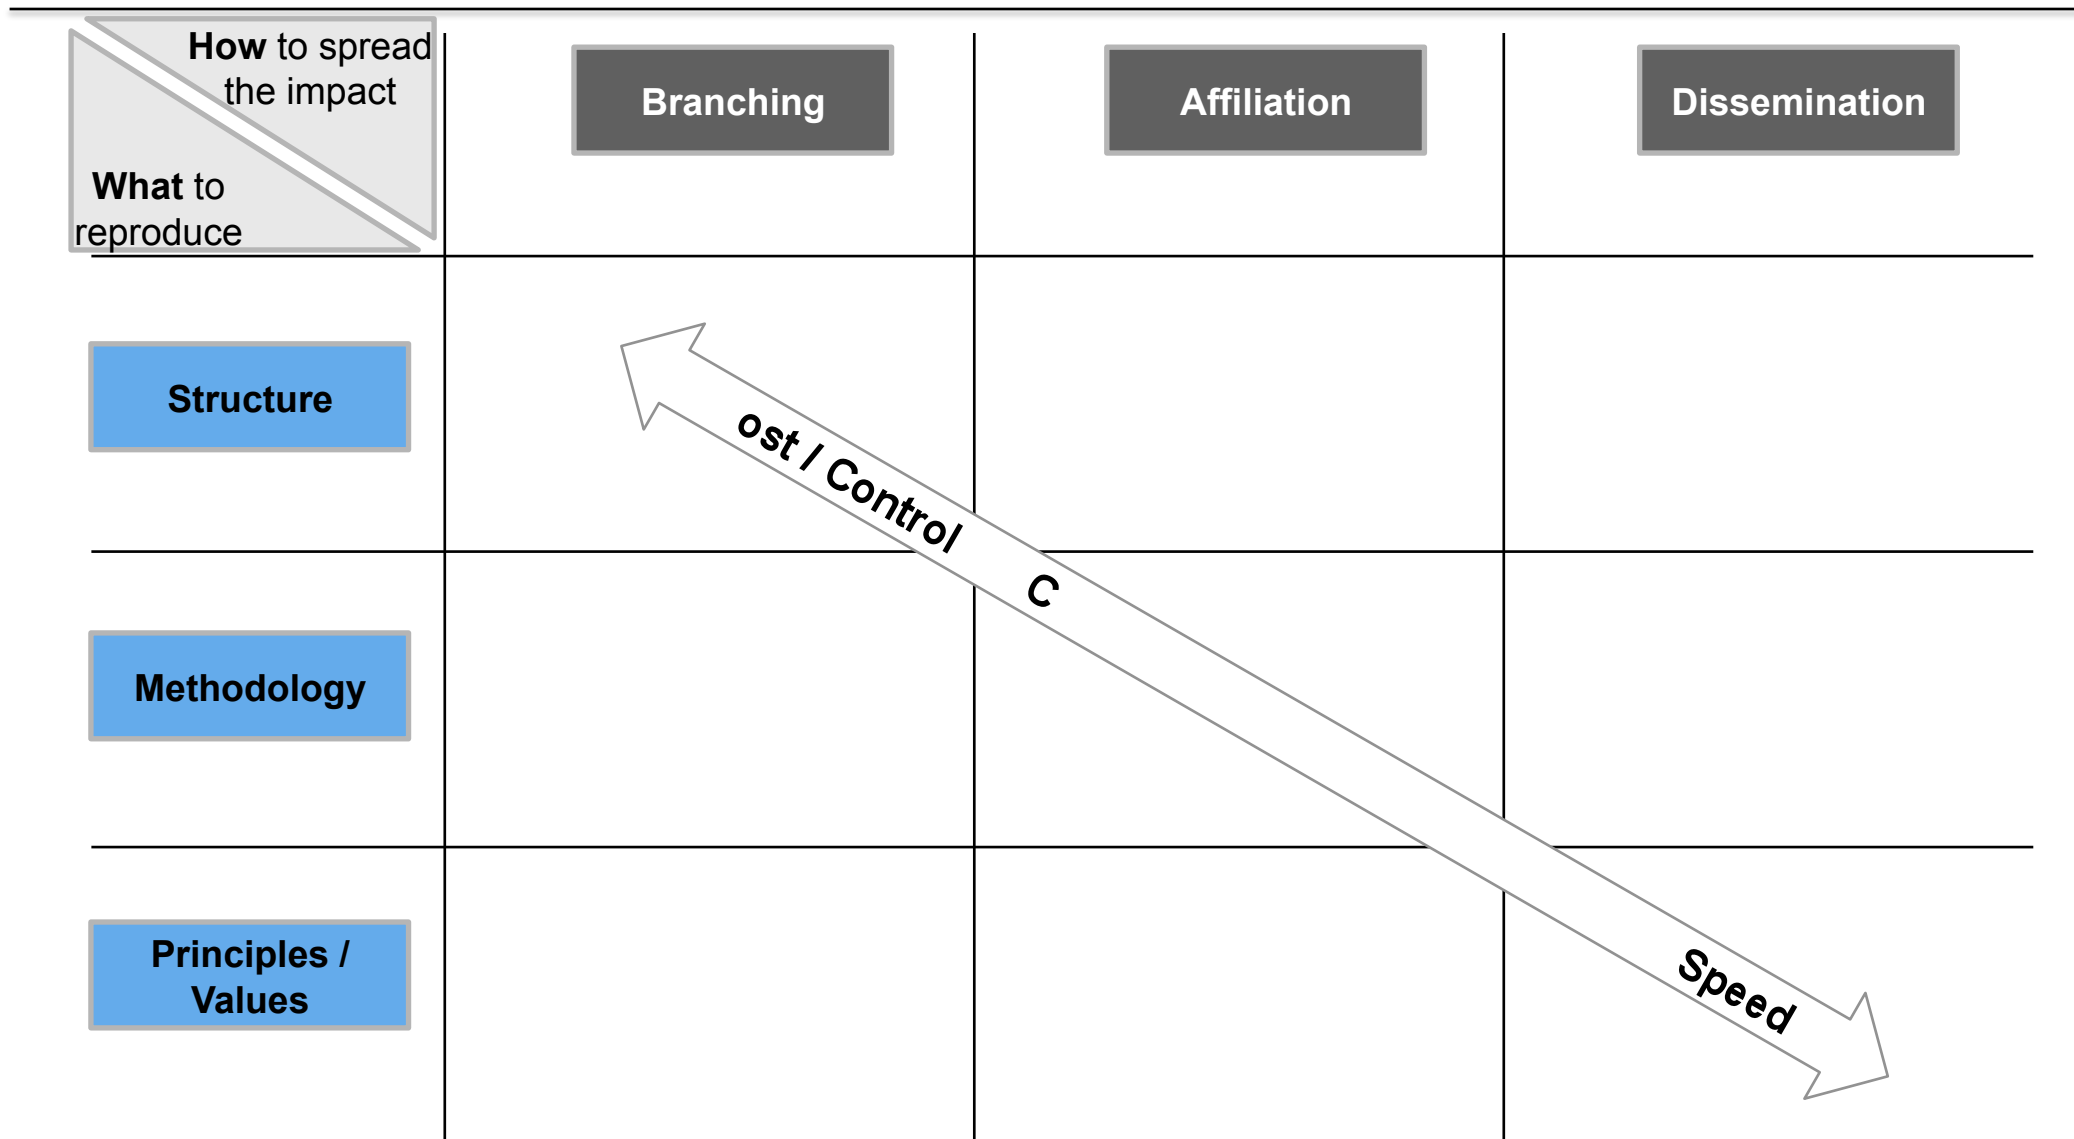 How to spread
the impact
What to
reproduce
Branching
Affiliation
Dissemination
Structure
ost / Control C
Methodology
Principles /
Values
Speed